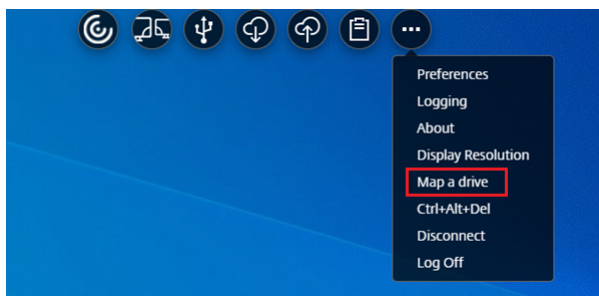 Preferences
Logging
About
Display Resolution
Map a drive
Ctrl+Alt+Del
Disconnect
Log Off